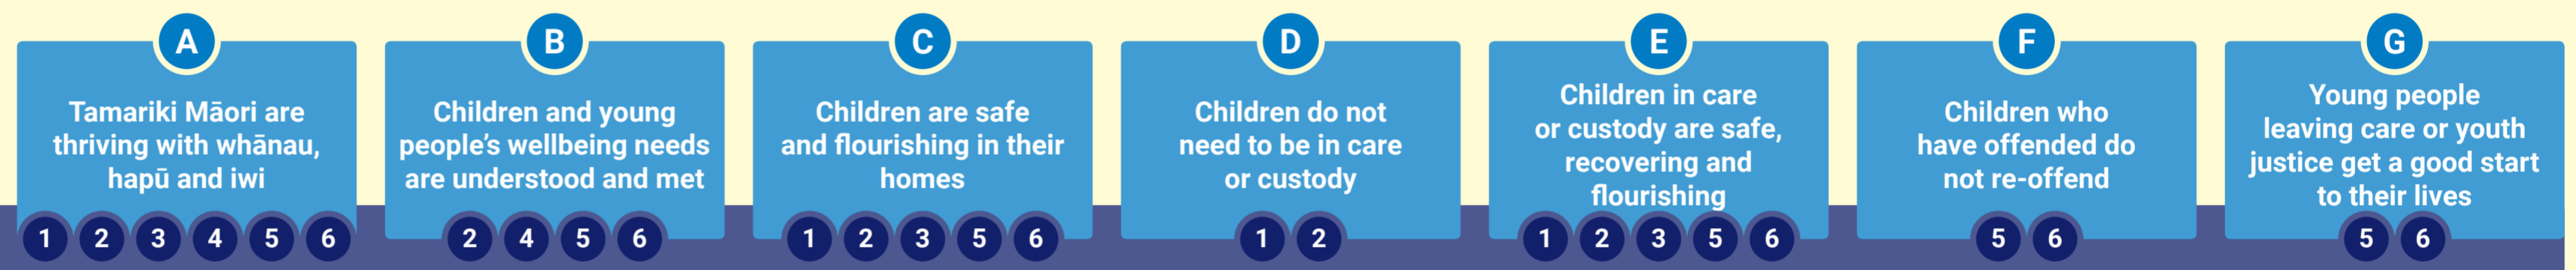 A
Tamariki Māori are
thriving with whānau,
hapū and iwi
1 2 3 4 5 6
B
Children and young
people's wellbeing needs
are understood and met
2 4 5 6
C
Children are safe
and flourishing in their
homes
1 2 3 5 6
D
Children do not
need to be in care
or custody
1 2
E
Children in care
or custody are safe,
recovering and
flourishing
1 2 3 5 6
F
Children who
have offended do
not re-offend
5 6
G
Young people
leaving care or youth
justice get a good start
to their lives
5 6